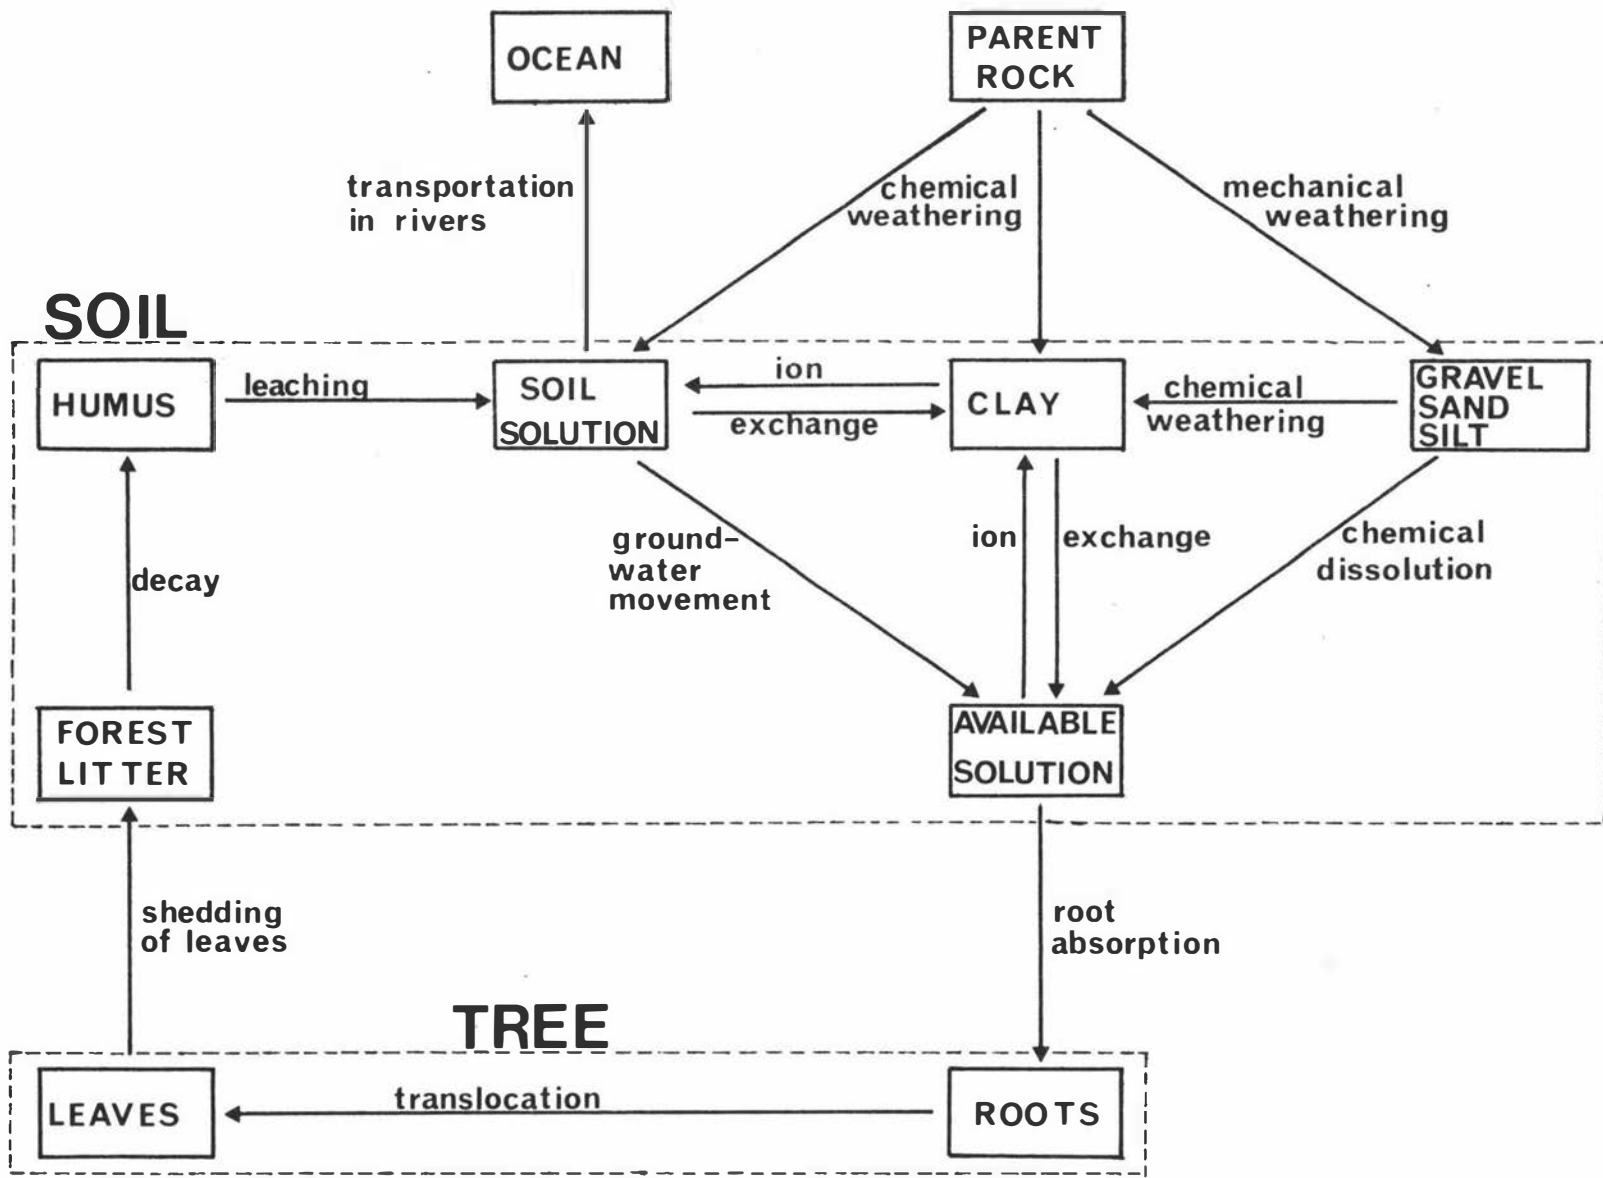 OCEAN
PARENT
ROCK
transportation
in rivers
chemical
weathering
mechanical
weathering
SOIL
HUMUS
leaching
SOIL
SOLUTION
ion
exchange
CLAY
chemical
weathering
GRAVEL
SAND
SILT
decay
ground-
water
movement
ion
exchange
chemical
dissolution
FOREST
LITTER
AVAILABLE
SOLUTION
shedding
of leaves
root
absorption
TREE
LEAVES
translocation
ROOTS